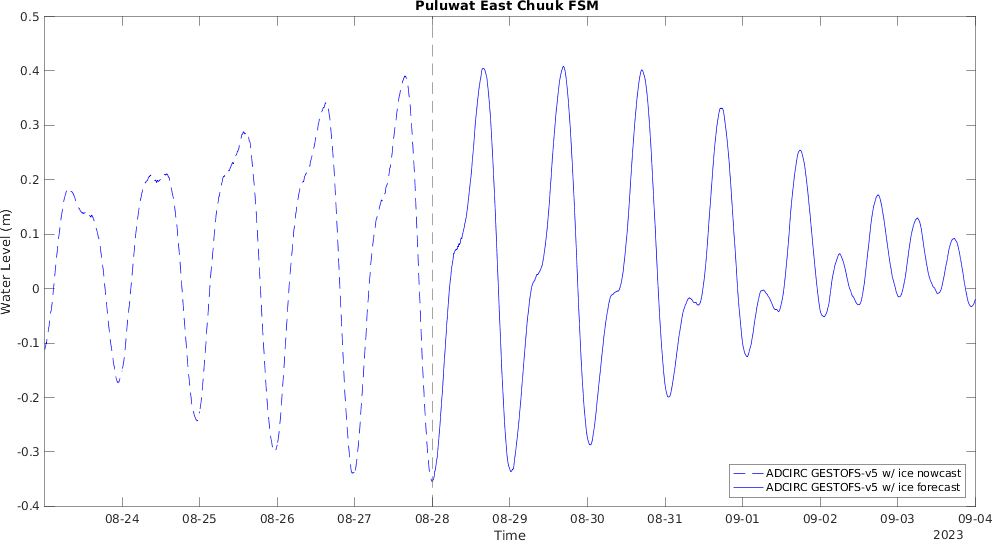 Puluwat East Chuuk FSM
0.5
0.4
0.3
0.2
0.1
0
-0.1
-0.2
-0.3
-0.4
Water Level (m)
ADCIRC GESTOFS-v5 w/ ice nowcast
ADCIRC GESTOFS-v5 w/ ice forecast
08-24 08-25 08-26 08-27 08-28 08-29 08-30 08-31 09-01 09-02 09-03 09-04
Time
2023